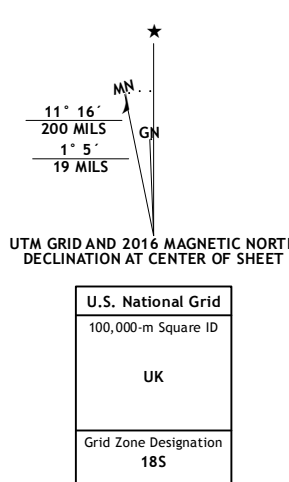 ★
MN
11° 16´
200 MILS
GN
1° 5´
19 MILS
UTM GRID AND 2016 MAGNETIC NORT
DECLINATION AT CENTER OF SHEET
U.S. National Grid
100,000-m Square ID
UK
Grid Zone Designation
18S